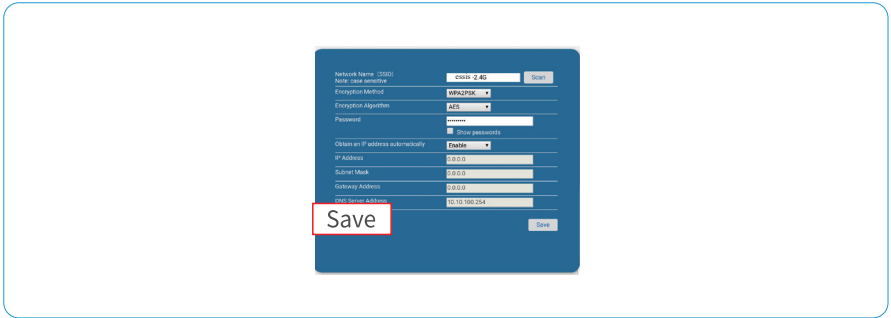 Network Name (SSID)
Note: case sensitive
cssis -2.4G
Scan
Encryption Method
WPA2PSK
Encryption Algorithm
AES
Password
•••••••••
Show passwords
Obtain an IP address automatically
Enable
IP Address
0.0.0.0
Subnet Mask
0.0.0.0
Gateway Address
0.0.0.0
DNS Server Address
10.10.100.254
Save
Save